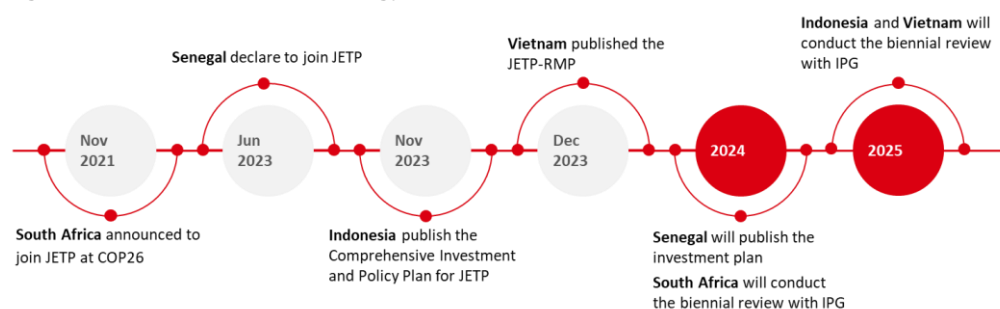 Indonesia and Vietnam will
conduct the biennial review
with IPG
Senegal declare to join JETP
Vietnam published the
JETP-RMP
Nov
2021
Jun
2023
Nov
2023
Dec
2023
2024
2025
South Africa announced to
join JETP at COP26
Indonesia publish the
Comprehensive Investment
and Policy Plan for JETP
Senegal will publish the
investment plan
South Africa will conduct
the biennial review with IPG